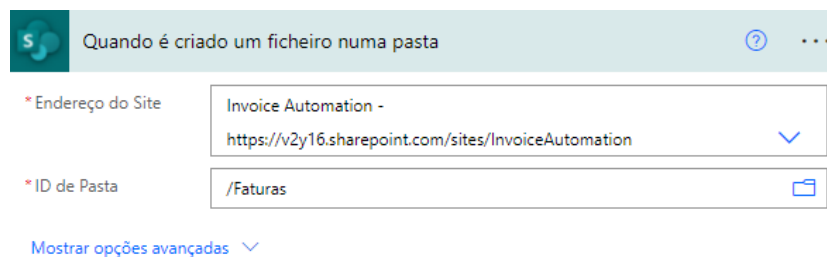 Quando é criado um ficheiro numa pasta
* Endereço do Site
Invoice Automation -
https://v2y16.sharepoint.com/sites/InvoiceAutomation
* ID de Pasta
/Faturas
Mostrar opções avançadas